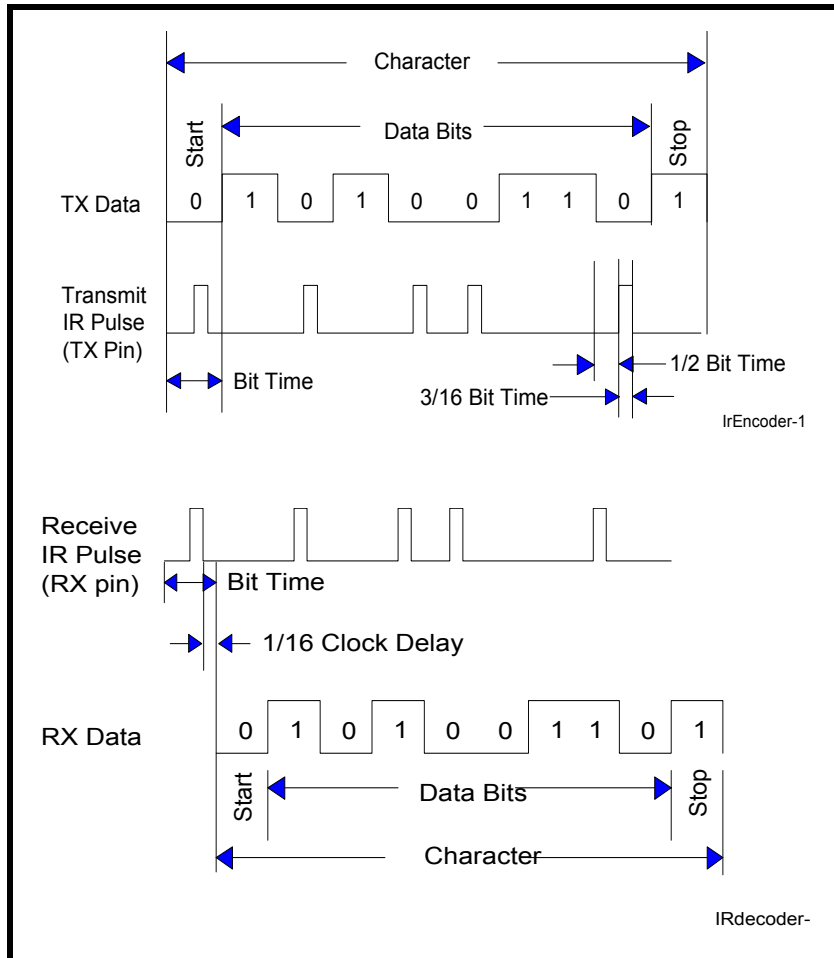 Character
Start
Data Bits
Stop
TX Data
0 1 0 1 0 0 1 1 0 1
Transmit
IR Pulse
(TX Pin)
Bit Time
1/2 Bit Time
3/16 Bit Time
IrEncoder-1
Receive
IR Pulse
(RX pin)
Bit Time
1/16 Clock Delay
RX Data
0 1 0 1 0 0 1 1 0 1
Start
Data Bits
Stop
Character
IRdecoder-